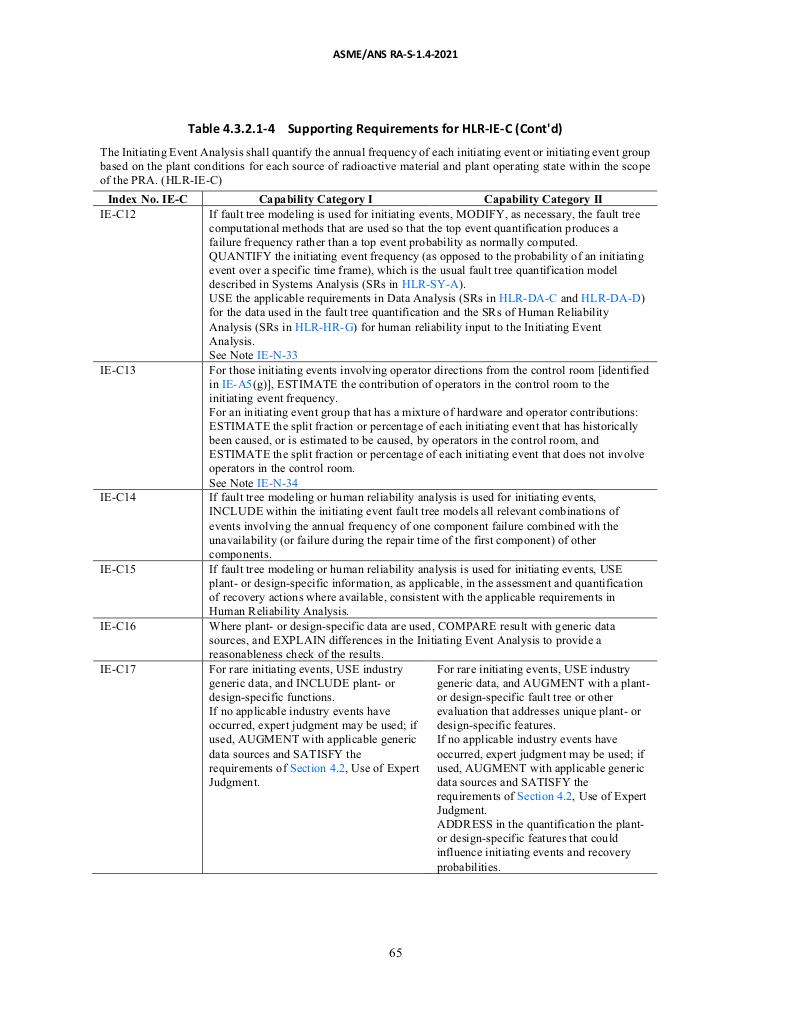 ASME/ANS RA-S-1.4-2021
Table 4.3.2.1-4 Supporting Requirements for HLR-IE-C (Cont'd)
The Initiating Event Analysis shall quantify the annual frequency of each initiating event or initiating event group
based on the plant conditions for each source of radioactive material and plant operating state within the scope
of the PRA. (HLR-IE-C)
Index No. IE-C Capability Category I Capability Category II
IE-C12 If fault tree modeling is used for initiating events, MODIFY, as necessary, the fault tree
computational methods that are used so that the top event quantification produces a
failure frequency rather than a top event probability as normally computed.
QUANTIFY the initiating event frequency (as opposed to the probability of an initiating
event over a specific time frame), which is the usual fault tree quantification model
described in Systems Analysis (SRs in HLR-SY-A).
USE the applicable requirements in Data Analysis (SRs in HLR-DA-C and HLR-DA-D)
for the data used in the fault tree quantification and the SRs of Human Reliability
Analysis (SRs in HLR-HR-G) for human reliability input to the Initiating Event
Analysis.
See Note IE-N-33
IE-C13 For those initiating events involving operator directions from the control room [identified
in IE-A5(g)], ESTIMATE the contribution of operators in the control room to the
initiating event frequency.
For an initiating event group that has a mixture of hardware and operator contributions:
ESTIMATE the split fraction or percentage of each initiating event that has historically
been caused, or is estimated to be caused, by operators in the control room, and
ESTIMATE the split fraction or percentage of each initiating event that does not involve
operators in the control room.
See Note IE-N-34
IE-C14 If fault tree modeling or human reliability analysis is used for initiating events,
INCLUDE within the initiating event fault tree models all relevant combinations of
events involving the annual frequency of one component failure combined with the
unavailability (or failure during the repair time of the first component) of other
components.
IE-C15 If fault tree modeling or human reliability analysis is used for initiating events, USE
plant- or design-specific information, as applicable, in the assessment and quantification
of recovery actions where available, consistent with the applicable requirements in
Human Reliability Analysis.
IE-C16 Where plant- or design-specific data are used, COMPARE result with generic data
sources, and EXPLAIN differences in the Initiating Event Analysis to provide a
reasonableness check of the results.
IE-C17 For rare initiating events, USE industry
generic data, and INCLUDE plant- or
design-specific functions.
If no applicable industry events have
occurred, expert judgment may be used; if
used, AUGMENT with applicable generic
data sources and SATISFY the
requirements of Section 4.2, Use of Expert
Judgment.
For rare initiating events, USE industry
generic data, and AUGMENT with a plant-
or design-specific fault tree or other
evaluation that addresses unique plant- or
design-specific features.
If no applicable industry events have
occurred, expert judgment may be used; if
used, AUGMENT with applicable generic
data sources and SATISFY the
requirements of Section 4.2, Use of Expert
Judgment.
ADDRESS in the quantification the plant-
or design-specific features that could
influence initiating events and recovery
probabilities.
65